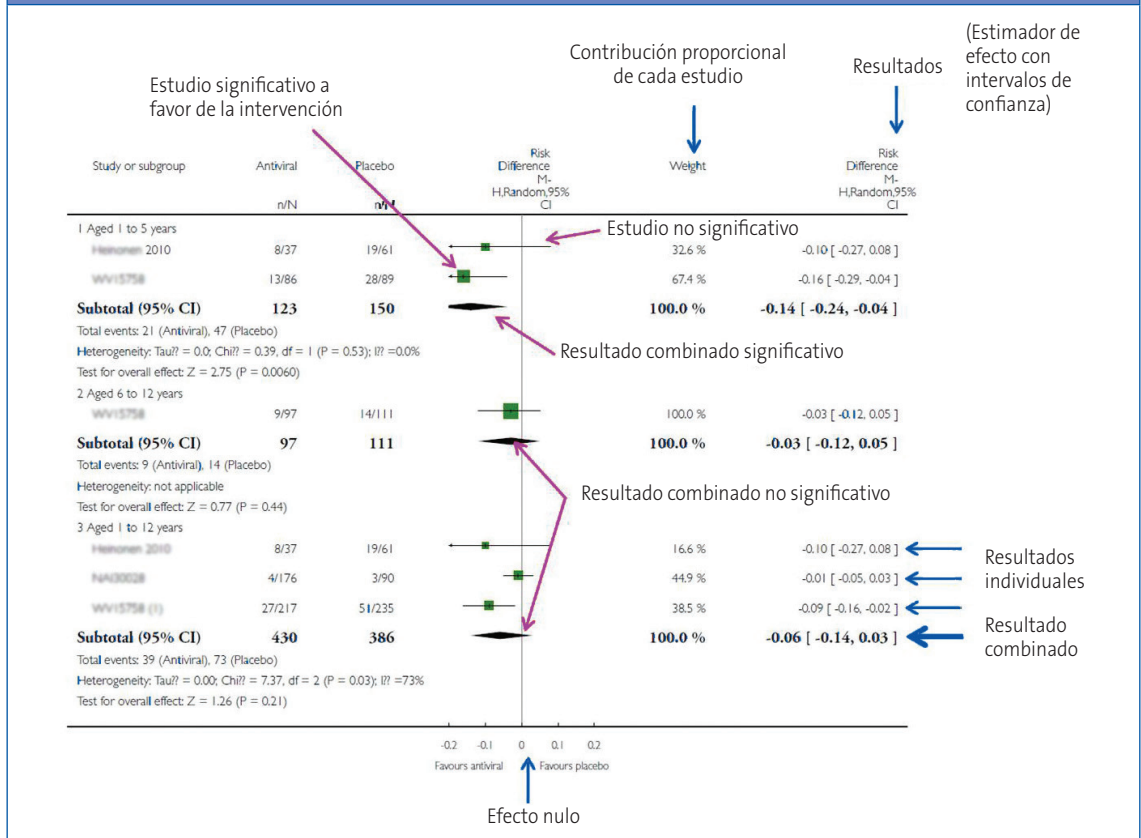 (Estimador de
efecto con
intervalos de
confianza)
Contribución proporcional
de cada estudio
Resultados
Estudio significativo a
favor de la intervención
Study or subgroup Antiviral Placebo Risk Difference M-H,Random,95% CI Weight Risk Difference M-H,Random,95% CI
n/N n/N
1 Aged 1 to 5 years
Estudio no significativo
Heinonen 2010 8/37 19/61 32.6 % -0.10 [ -0.27, 0.08 ]
WV15758 13/86 28/89 67.4 % -0.16 [ -0.29, -0.04 ]
Subtotal (95% CI) 123 150 100.0 % -0.14 [ -0.24, -0.04 ]
Total events: 21 (Antiviral), 47 (Placebo)
Heterogeneity: Tau?? = 0.0; Chi?? = 0.39, df = 1 (P = 0.53); I?? =0.0%
Resultado combinado significativo
Test for overall effect: Z = 2.75 (P = 0.0060)
2 Aged 6 to 12 years
WV15758 9/97 14/111 100.0 % -0.03 [ -0.12, 0.05 ]
Subtotal (95% CI) 97 111 100.0 % -0.03 [ -0.12, 0.05 ]
Total events: 9 (Antiviral), 14 (Placebo)
Heterogeneity: not applicable
Resultado combinado no significativo
Test for overall effect: Z = 0.77 (P = 0.44)
3 Aged 1 to 12 years
Heinonen 2010 8/37 19/61 16.6 % -0.10 [ -0.27, 0.08 ]
NAI30028 4/176 3/90 44.9 % -0.01 [ -0.05, 0.03 ]
WV15758 (1) 27/217 51/235 38.5 % -0.09 [ -0.16, -0.02 ]
Resultados
individuales
Subtotal (95% CI) 430 386 100.0 % -0.06 [ -0.14, 0.03 ]
Resultado
combinado
Total events: 39 (Antiviral), 73 (Placebo)
Heterogeneity: Tau?? = 0.00; Chi?? = 7.37, df = 2 (P = 0.03); I?? =73%
Test for overall effect: Z = 1.26 (P = 0.21)
-0.2 -0.1 0 0.1 0.2
Favours antiviral Favours placebo
Efecto nulo